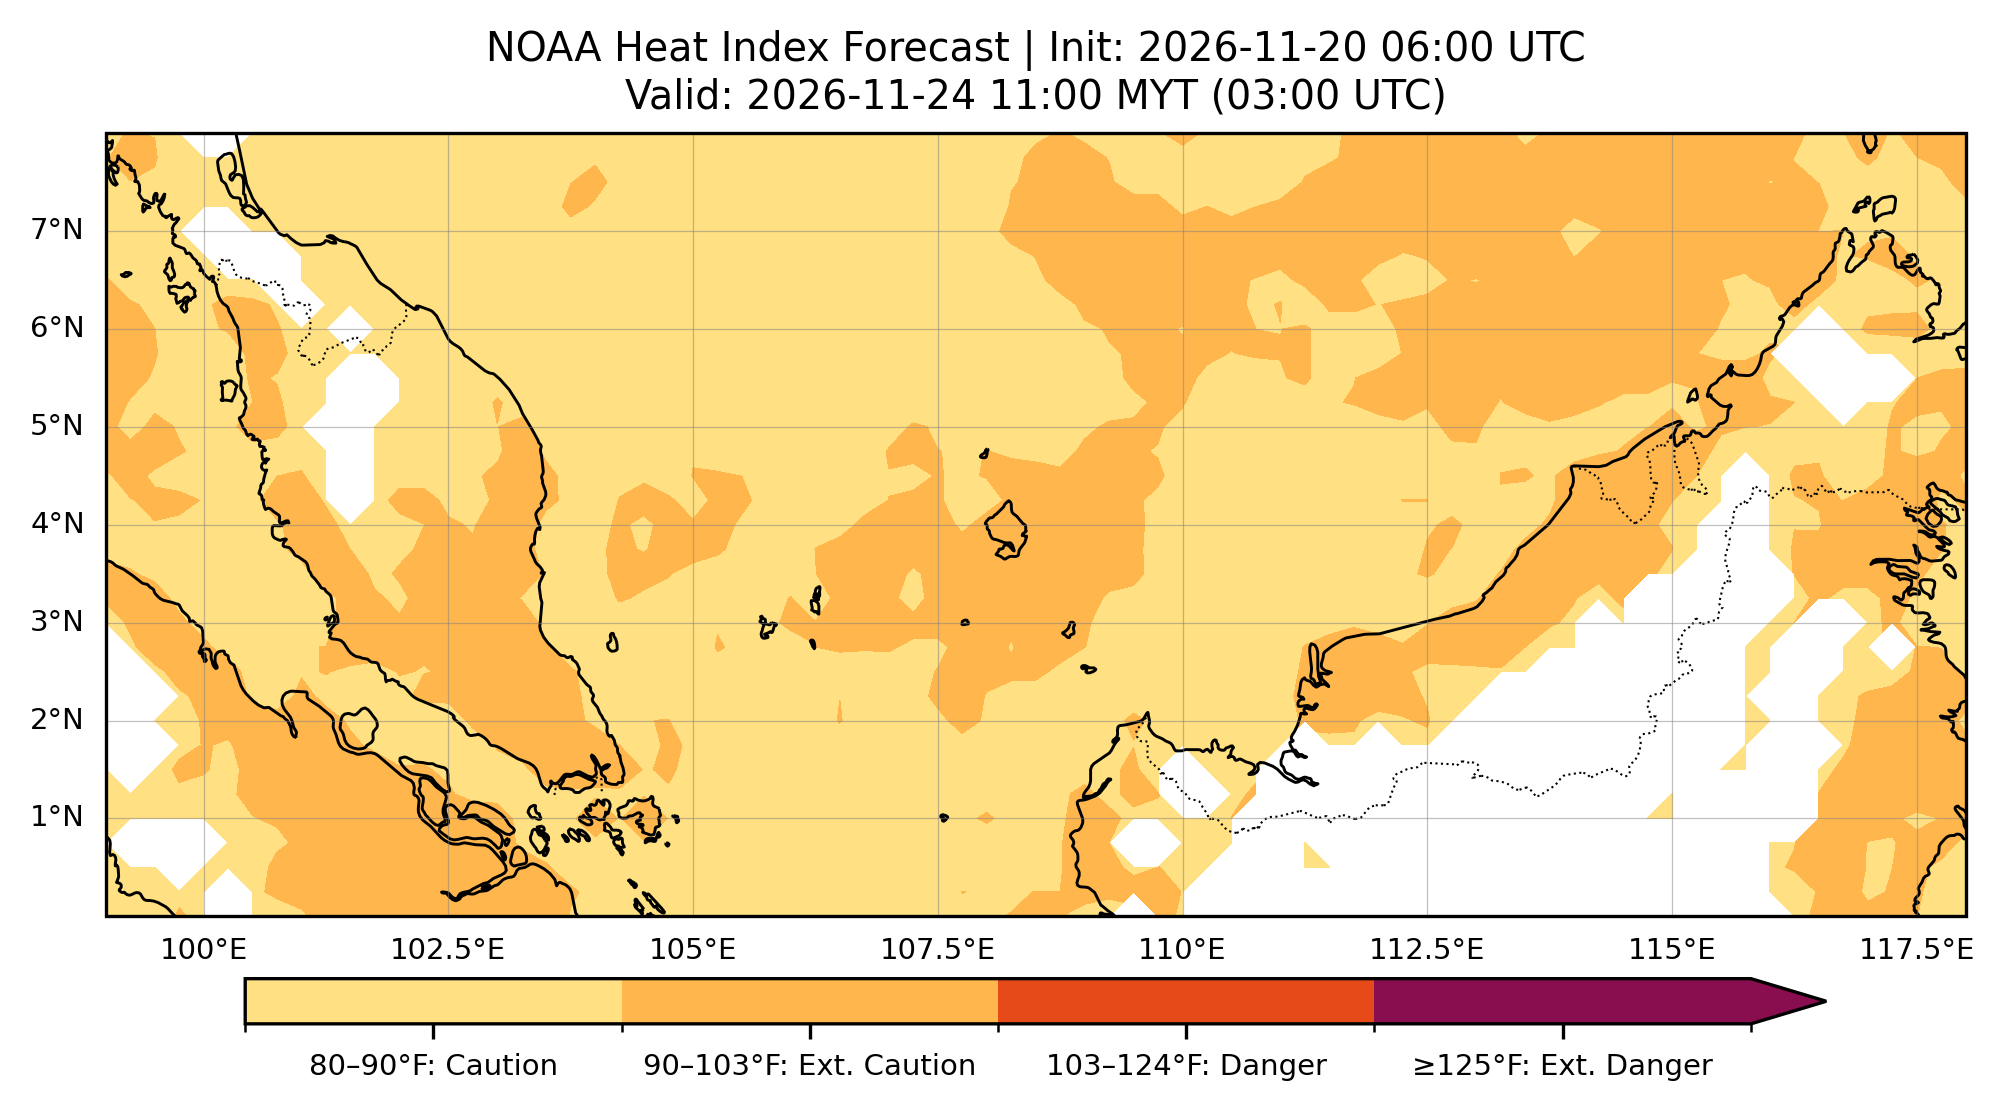 NOAA Heat Index Forecast | Init: 2026-11-20 06:00 UTC
Valid: 2026-11-24 11:00 MYT (03:00 UTC)
7°N
6°N
5°N
4°N
3°N
2°N
1°N
100°E
102.5°E
105°E
107.5°E
110°E
112.5°E
115°E
117.5°E
80–90°F: Caution
90–103°F: Ext. Caution
103–124°F: Danger
≥125°F: Ext. Danger